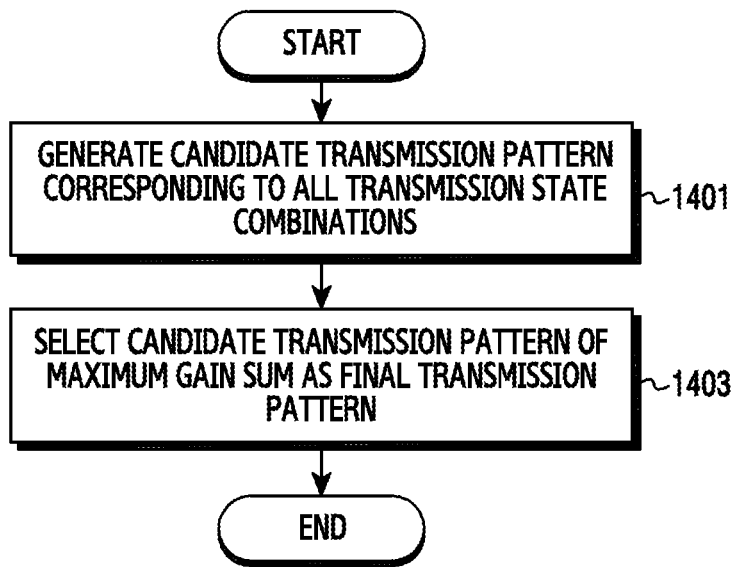 START
GENERATE CANDIDATE TRANSMISSION PATTERN
CORRESPONDING TO ALL TRANSMISSION STATE
COMBINATIONS
1401
SELECT CANDIDATE TRANSMISSION PATTERN OF
MAXIMUM GAIN SUM AS FINAL TRANSMISSION
PATTERN
1403
END